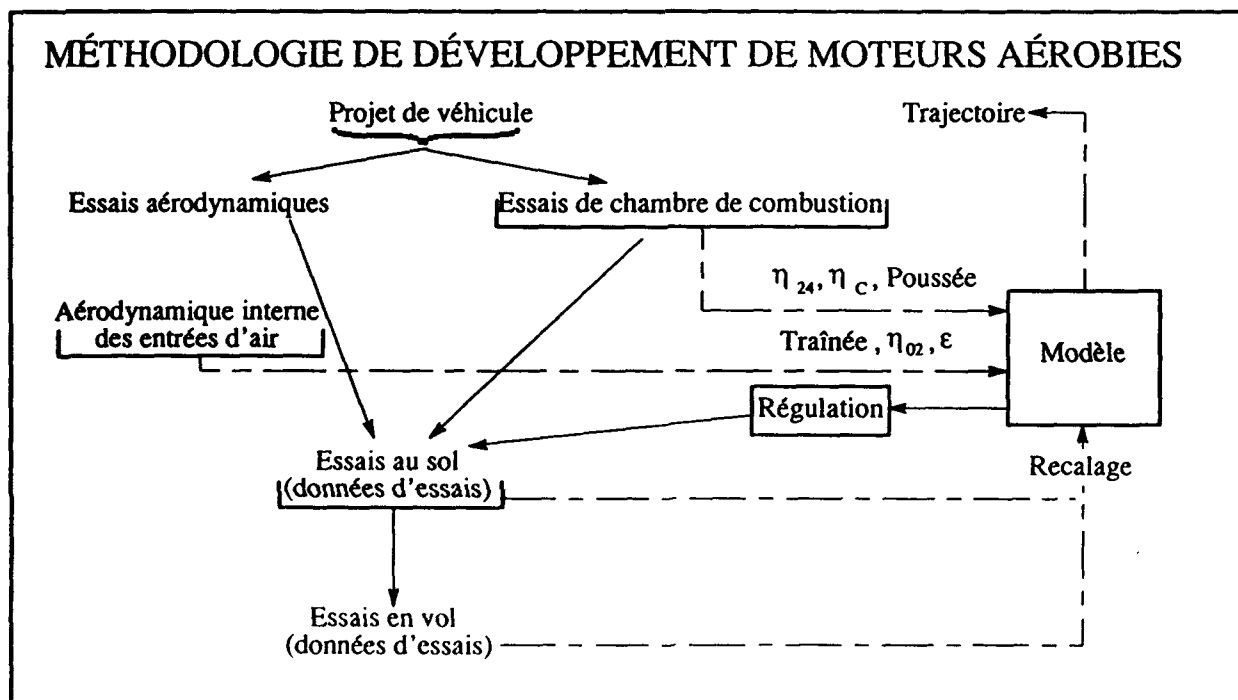 MÉTHODOLOGIE DE DÉVELOPPEMENT DE MOTEURS AÉROBIES
Projet de véhicule
Trajectoire
Essais aérodynamiques
Essais de chambre de combustion
η 24, η C, Poussée
Aérodynamique interne
des entrées d'air
Traînée , η02, ε
Modèle
Régulation
Essais au sol
(données d'essais)
Recalage
Essais en vol
(données d'essais)